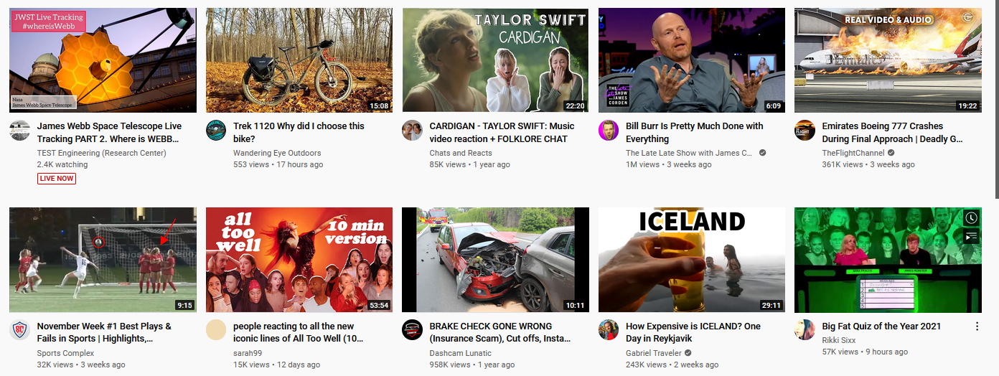 JWST Live Tracking
#whereisWebb
Nasa
James Webb Space Telescope
James Webb Space Telescope Live
Tracking PART 2. Where is WEBB...
TEST Engineering (Research Center)
2.4K watching
LIVE NOW
15:08
Trek 1120 Why did I choose this
bike?
Wandering Eye Outdoors
553 views • 17 hours ago
TAYLOR SWIFT
CARDIGAN
22:20
CARDIGAN - TAYLOR SWIFT: Music
video reaction + FOLKLORE CHAT
Chats and Reacts
85K views • 1 year ago
THE
late late
SHOW
WITH JAMES
CORDEN
6:09
Bill Burr Is Pretty Much Done with
Everything
The Late Late Show with James C...
1M views • 3 weeks ago
REAL VIDEO & AUDIO
19:22
Emirates Boeing 777 Crashes
During Final Approach | Deadly G...
TheFlightChannel
361K views • 3 weeks ago
9:15
November Week #1 Best Plays &
Fails in Sports | Highlights,...
Sports Complex
32K views • 3 weeks ago
all
too
well
10 min
version
53:54
people reacting to all the new
iconic lines of All Too Well (10...
sarah99
15K views • 12 days ago
10:11
BRAKE CHECK GONE WRONG
(Insurance Scam), Cut offs, Insta...
Dashcam Lunatic
958K views • 1 year ago
ICELAND
29:11
How Expensive is ICELAND? One
Day in Reykjavik
Gabriel Traveler
243K views • 2 weeks ago
JAMES ACASTER
Big Fat Quiz of the Year 2021
Rikki Sixx
57K views • 9 hours ago